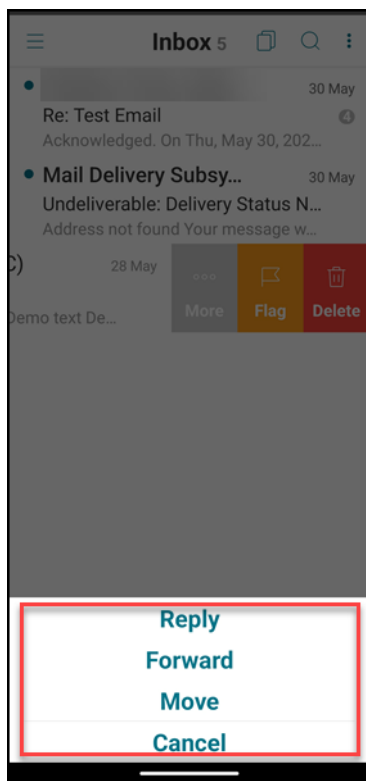 Inbox 5
30 May
Re: Test Email
4
Acknowledged. On Thu, May 30, 202...
Mail Delivery Subsy...
30 May
Undeliverable: Delivery Status N...
Address not found Your message w...
C)
28 May
Demo text De...
More
Flag
Delete
Reply
Forward
Move
Cancel